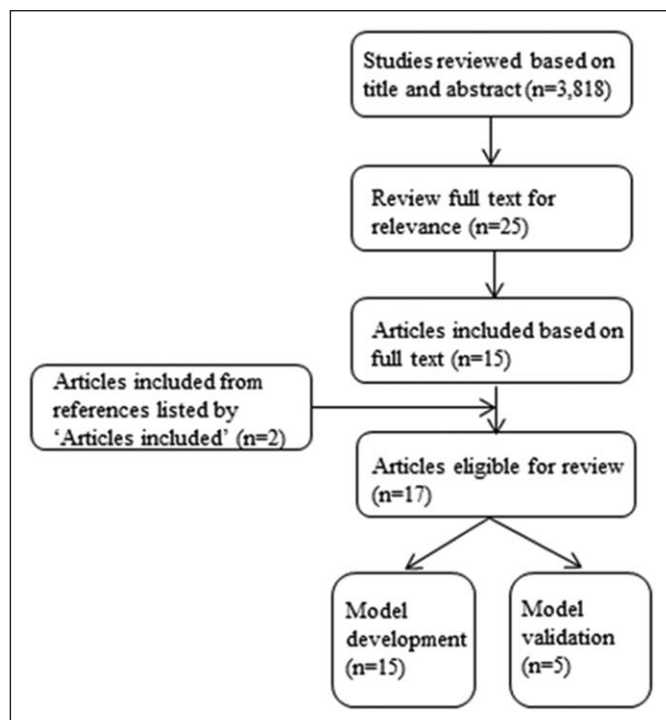 Studies reviewed based on
title and abstract (n=3,818)
Review full text for
relevance (n=25)
Articles included based on
full text (n=15)
Articles included from
references listed by
‘Articles included’ (n=2)
Articles eligible for review
(n=17)
Model
development
(n=15)
Model
validation
(n=5)